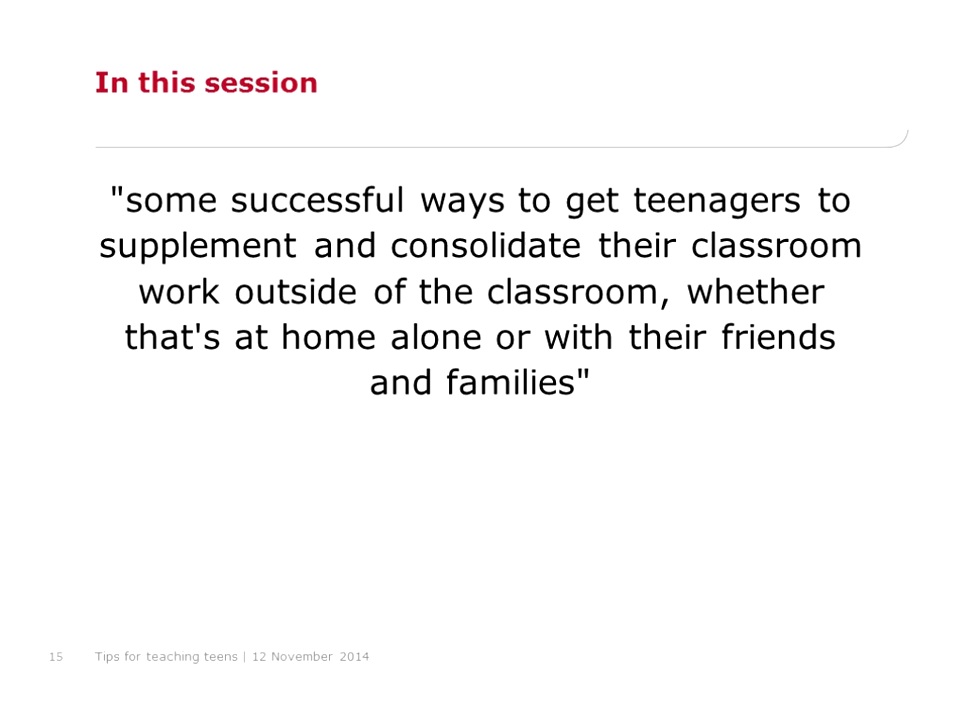 In this session
"some successful ways to get teenagers to
supplement and consolidate their classroom
work outside of the classroom, whether
that's at home alone or with their friends
and families"
15 Tips for teaching teens | 12 November 2014